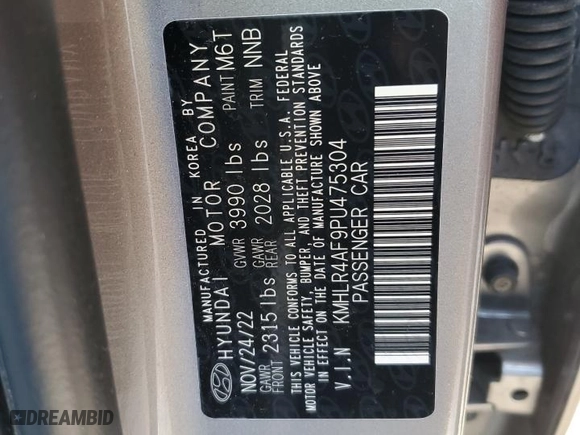 MANUFACTURED IN KOREA BY
HYUNDAI MOTOR COMPANY
NOV/24/22 GVWR 3990 lbs PAINT M6T
GAWR FRONT 2315 lbs GAWR REAR 2028 lbs TRIM NNB
THIS VEHICLE CONFORMS TO ALL APPLICABLE U.S.A. FEDERAL
MOTOR VEHICLE SAFETY, BUMPER, AND THEFT PREVENTION STANDARDS
IN EFFECT ON THE DATE OF MANUFACTURE SHOWN ABOVE
V.I.N KMHLR4AF9PU475304
PASSENGER CAR
DREAMBID